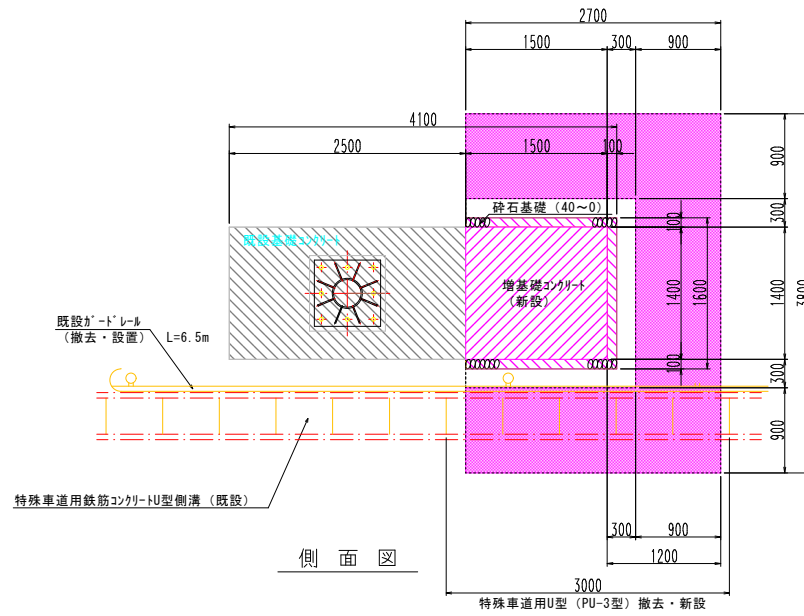 2700
1500
300
900
4100
2500
1500
100
900
砕石基礎（40～0）
300
100
既設基礎コンクリート
増基礎コンクリート
（新設）
1400
1600
1400
既設ガードレール
（撤去・設置）
L=6.5m
100
300
900
特殊車道用鉄筋コンクリートU型側溝（既設）
300
900
側面図
1200
3000
特殊車道用U型（PU-3型）撤去・新設